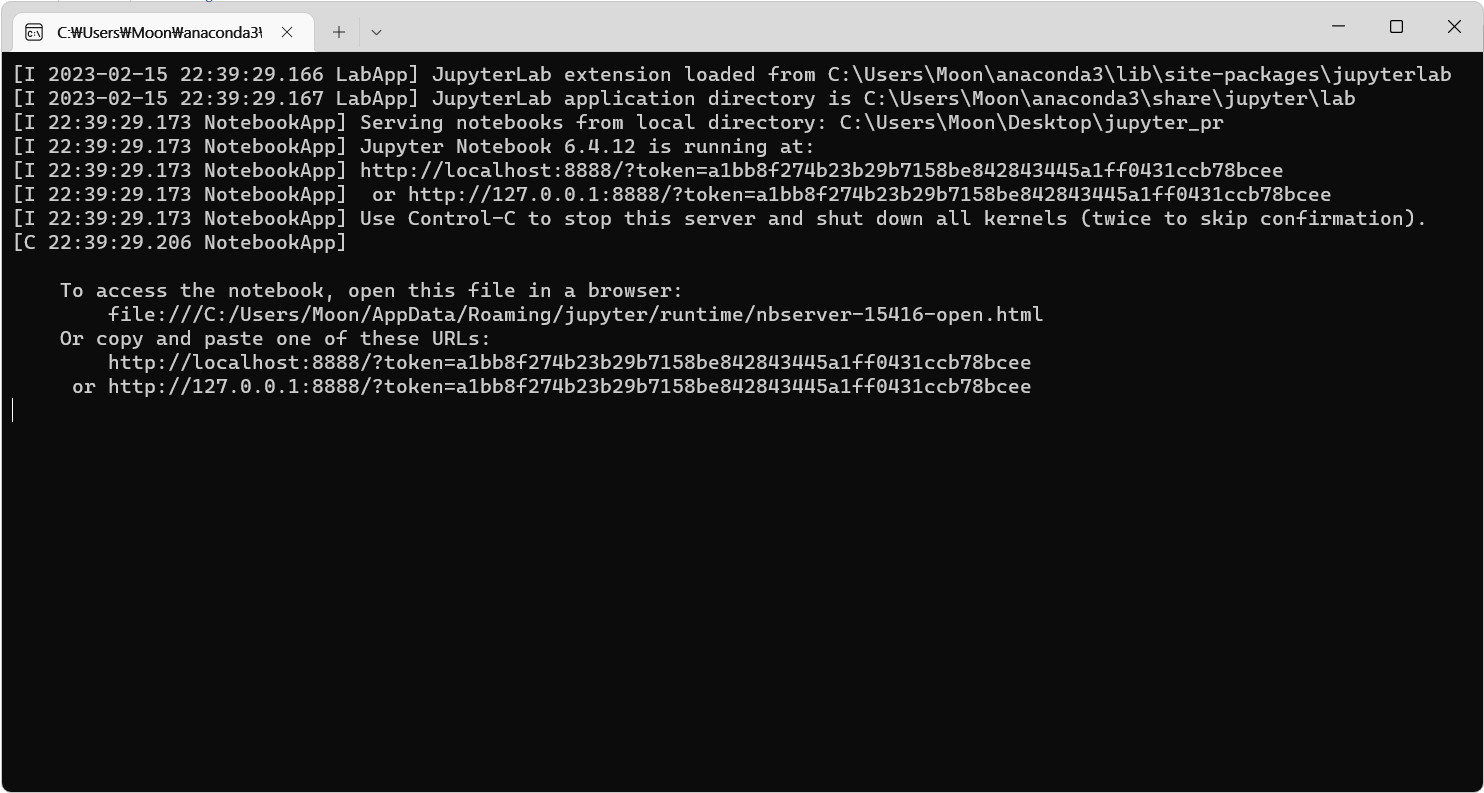 C:₩Users₩Moon₩anaconda3₩
[I 2023-02-15 22:39:29.166 LabApp] JupyterLab extension loaded from C:\Users\Moon\anaconda3\lib\site-packages\jupyterlab
[I 2023-02-15 22:39:29.167 LabApp] JupyterLab application directory is C:\Users\Moon\anaconda3\share\jupyter\lab
[I 22:39:29.173 NotebookApp] Serving notebooks from local directory: C:\Users\Moon\Desktop\jupyter_pr
[I 22:39:29.173 NotebookApp] Jupyter Notebook 6.4.12 is running at:
[I 22:39:29.173 NotebookApp] http://localhost:8888/?token=a1bb8f274b23b29b7158be842843445a1ff0431ccb78bcee
[I 22:39:29.173 NotebookApp]  or http://127.0.0.1:8888/?token=a1bb8f274b23b29b7158be842843445a1ff0431ccb78bcee
[I 22:39:29.173 NotebookApp] Use Control-C to stop this server and shut down all kernels (twice to skip confirmation).
[C 22:39:29.206 NotebookApp]
To access the notebook, open this file in a browser:
file:///C:/Users/Moon/AppData/Roaming/jupyter/runtime/nbserver-15416-open.html
Or copy and paste one of these URLs:
http://localhost:8888/?token=a1bb8f274b23b29b7158be842843445a1ff0431ccb78bcee
or http://127.0.0.1:8888/?token=a1bb8f274b23b29b7158be842843445a1ff0431ccb78bcee